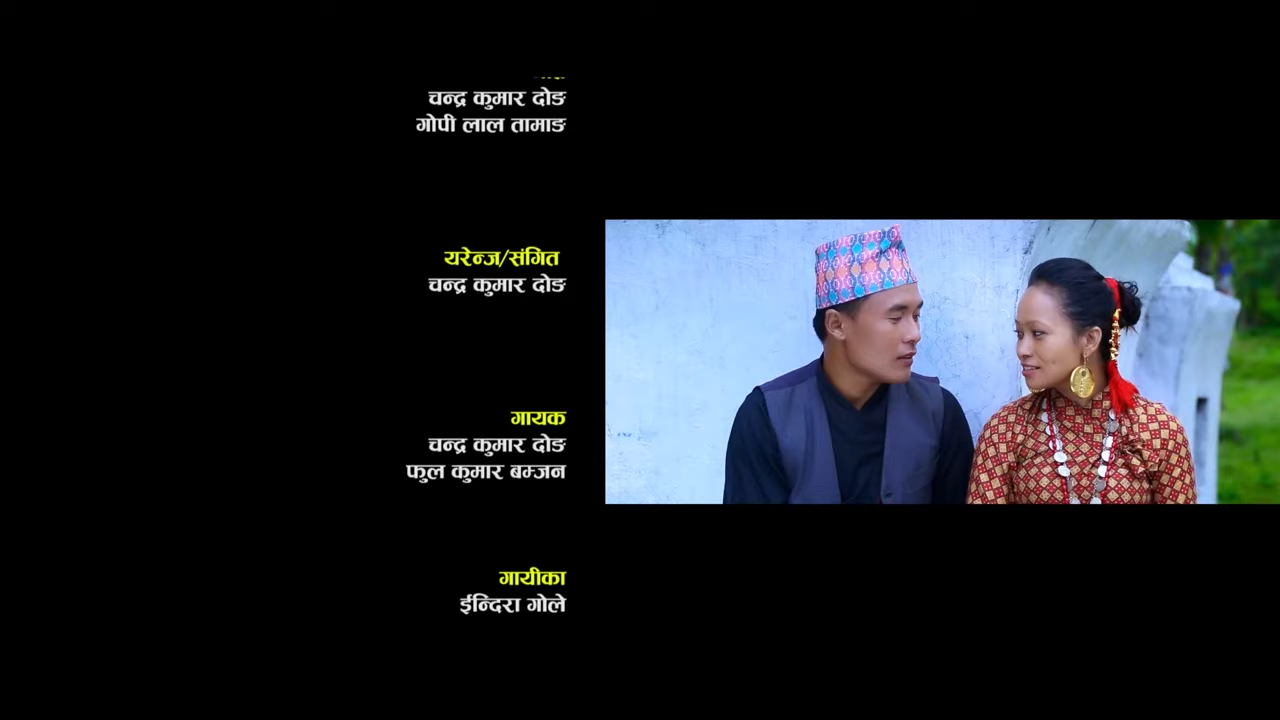 चन्द्र कुमार दोङ
गोपी लाल तामाङ
यरेन्ज/संगित
चन्द्र कुमार दोङ
गायक
चन्द्र कुमार दोङ
फुल कुमार बम्जन
गायीका
ईन्दिरा गोले